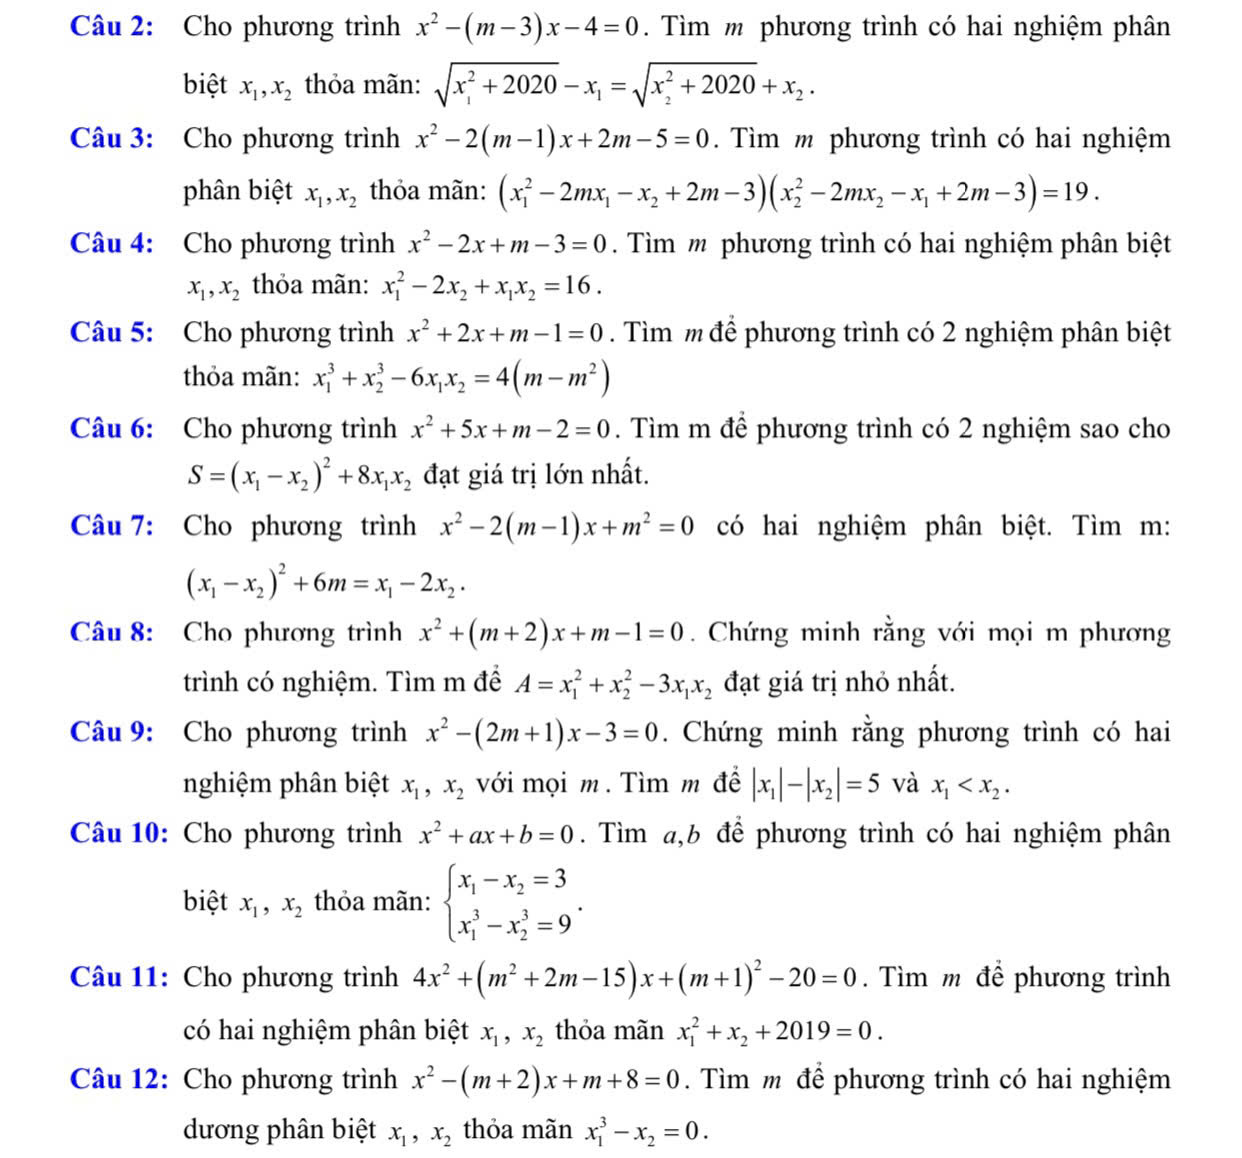 Câu 2: Cho phương trình x² − (m − 3)x − 4 = 0. Tìm m phương trình có hai nghiệm phân
biệt x₁, x₂ thỏa mãn: √(x₁² + 2020) − x₁ = √(x₂² + 2020) + x₂.
Câu 3: Cho phương trình x² − 2(m − 1)x + 2m − 5 = 0. Tìm m phương trình có hai nghiệm
phân biệt x₁, x₂ thỏa mãn: (x₁² − 2mx₁ − x₂ + 2m − 3)(x₂² − 2mx₂ − x₁ + 2m − 3) = 19.
Câu 4: Cho phương trình x² − 2x + m − 3 = 0. Tìm m phương trình có hai nghiệm phân biệt
x₁, x₂ thỏa mãn: x₁² − 2x₂ + x₁x₂ = 16.
Câu 5: Cho phương trình x² + 2x + m − 1 = 0. Tìm m để phương trình có 2 nghiệm phân biệt
thỏa mãn: x₁³ + x₂³ − 6x₁x₂ = 4(m − m²)
Câu 6: Cho phương trình x² + 5x + m − 2 = 0. Tìm m để phương trình có 2 nghiệm sao cho
S = (x₁ − x₂)² + 8x₁x₂ đạt giá trị lớn nhất.
Câu 7: Cho phương trình x² − 2(m − 1)x + m² = 0 có hai nghiệm phân biệt. Tìm m:
(x₁ − x₂)² + 6m = x₁ − 2x₂.
Câu 8: Cho phương trình x² + (m + 2)x + m − 1 = 0. Chứng minh rằng với mọi m phương
trình có nghiệm. Tìm m để A = x₁² + x₂² − 3x₁x₂ đạt giá trị nhỏ nhất.
Câu 9: Cho phương trình x² − (2m + 1)x − 3 = 0. Chứng minh rằng phương trình có hai
nghiệm phân biệt x₁, x₂ với mọi m. Tìm m để |x₁| − |x₂| = 5 và x₁ < x₂.
Câu 10: Cho phương trình x² + ax + b = 0. Tìm a, b để phương trình có hai nghiệm phân
biệt x₁, x₂ thỏa mãn: { x₁ − x₂ = 3
x₁³ − x₂³ = 9 .
Câu 11: Cho phương trình 4x² + (m² + 2m − 15)x + (m + 1)² − 20 = 0. Tìm m để phương trình
có hai nghiệm phân biệt x₁, x₂ thỏa mãn x₁² + x₂ + 2019 = 0.
Câu 12: Cho phương trình x² − (m + 2)x + m + 8 = 0. Tìm m để phương trình có hai nghiệm
dương phân biệt x₁, x₂ thỏa mãn x₁³ − x₂ = 0.